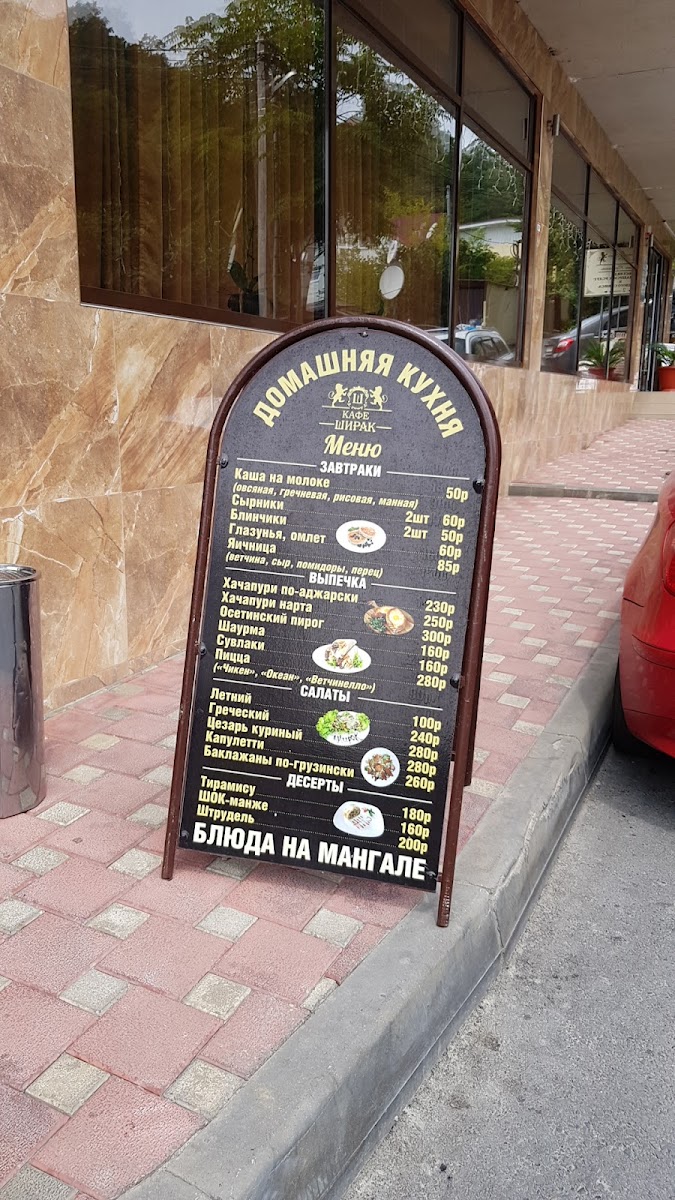 ДОМАШНЯЯ КУХНЯ
Ш
КАФЕ
ШИРАК
Меню
ЗАВТРАКИ
Каша на молоке 50р
(овсяная, гречневая, рисовая, манная)
Сырники 2шт 60р
Блинчики 2шт 50р
Глазунья, омлет 60р
Яичница 85р
(ветчина, сыр, помидоры, перец)
ВЫПЕЧКА
Хачапури по-аджарски 230р
Хачапури нарта 250р
Осетинский пирог 300р
Шаурма 160р
Сувлаки 160р
Пицца 280р
(«Чикен», «Океан», «Ветчинелло»)
САЛАТЫ
Летний 100р
Греческий 240р
Цезарь куриный 280р
Капулетти 280р
Баклажаны по-грузински 260р
ДЕСЕРТЫ
Тирамису 180р
ШОК-манже 160р
Штрудель 200р
БЛЮДА НА МАНГАЛЕ